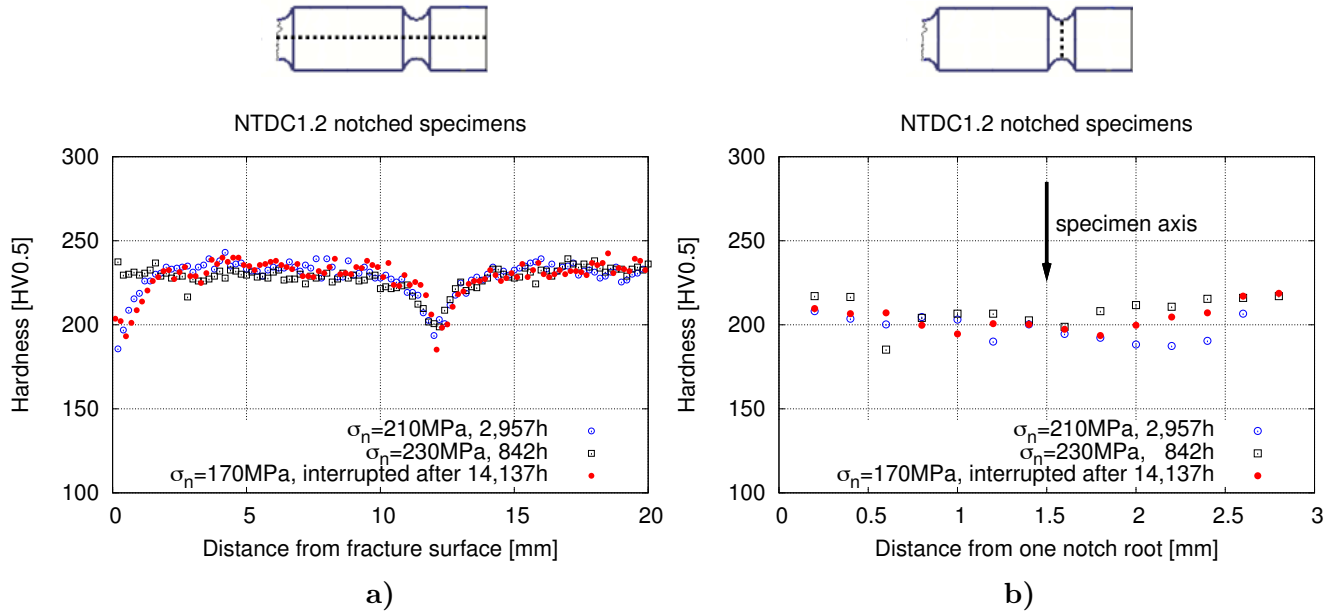 NTDC1.2 notched specimens
300
250
200
150
100
Hardness [HV0.5]
σn=210MPa, 2,957h
σn=230MPa, 842h
σn=170MPa, interrupted after 14,137h
0 5 10 15 20
Distance from fracture surface [mm]
a)
NTDC1.2 notched specimens
300
250
200
150
100
Hardness [HV0.5]
specimen axis
σn=210MPa, 2,957h
σn=230MPa, 842h
σn=170MPa, interrupted after 14,137h
0 0.5 1 1.5 2 2.5 3
Distance from one notch root [mm]
b)